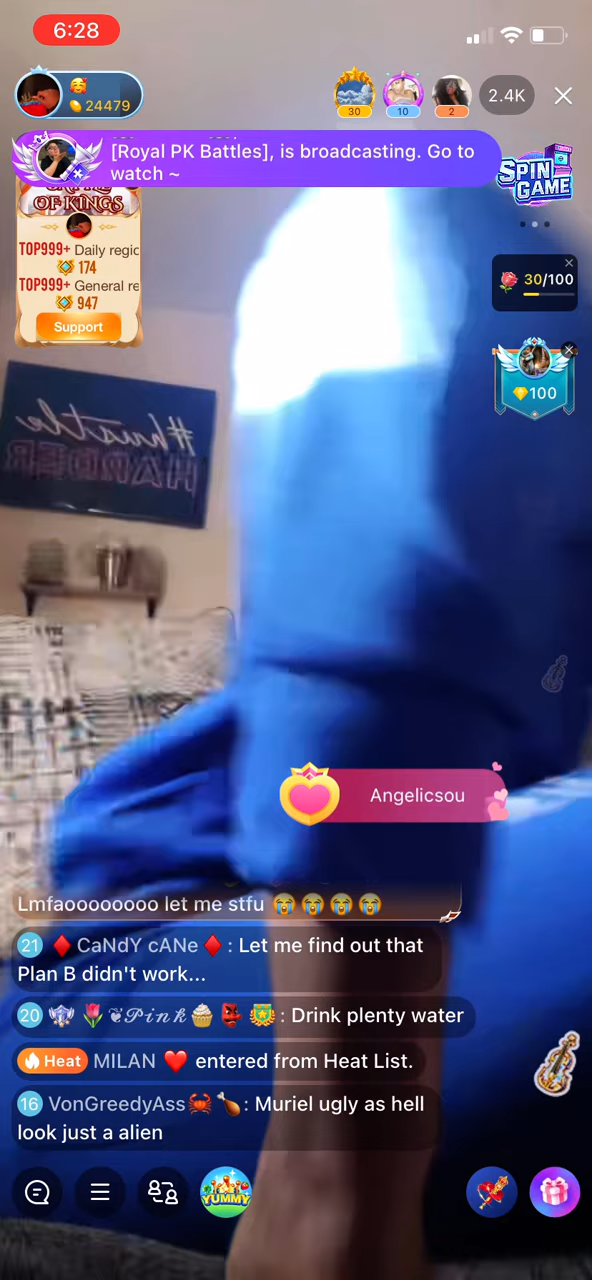 6:28
24479
30
10
2
2.4K
[Royal PK Battles], is broadcasting. Go to
watch ~
SPIN
GAME
OF KINGS
TOP999+ Daily regic
174
TOP999+ General re
947
Support
30/100
100
#hustle
HARDER
Angelicsou
Lmfaoooooooo let me stfu 😭😭😭😭
21 ♦️ CaNdY cANe♦️: Let me find out that
Plan B didn't work...
20 🌷❦𝓟𝓲𝓷𝓴🧁👺: Drink plenty water
Heat MILAN ❤️ entered from Heat List.
16 VonGreedyAss🦀🍗: Muriel ugly as hell
look just a alien
YUMMY